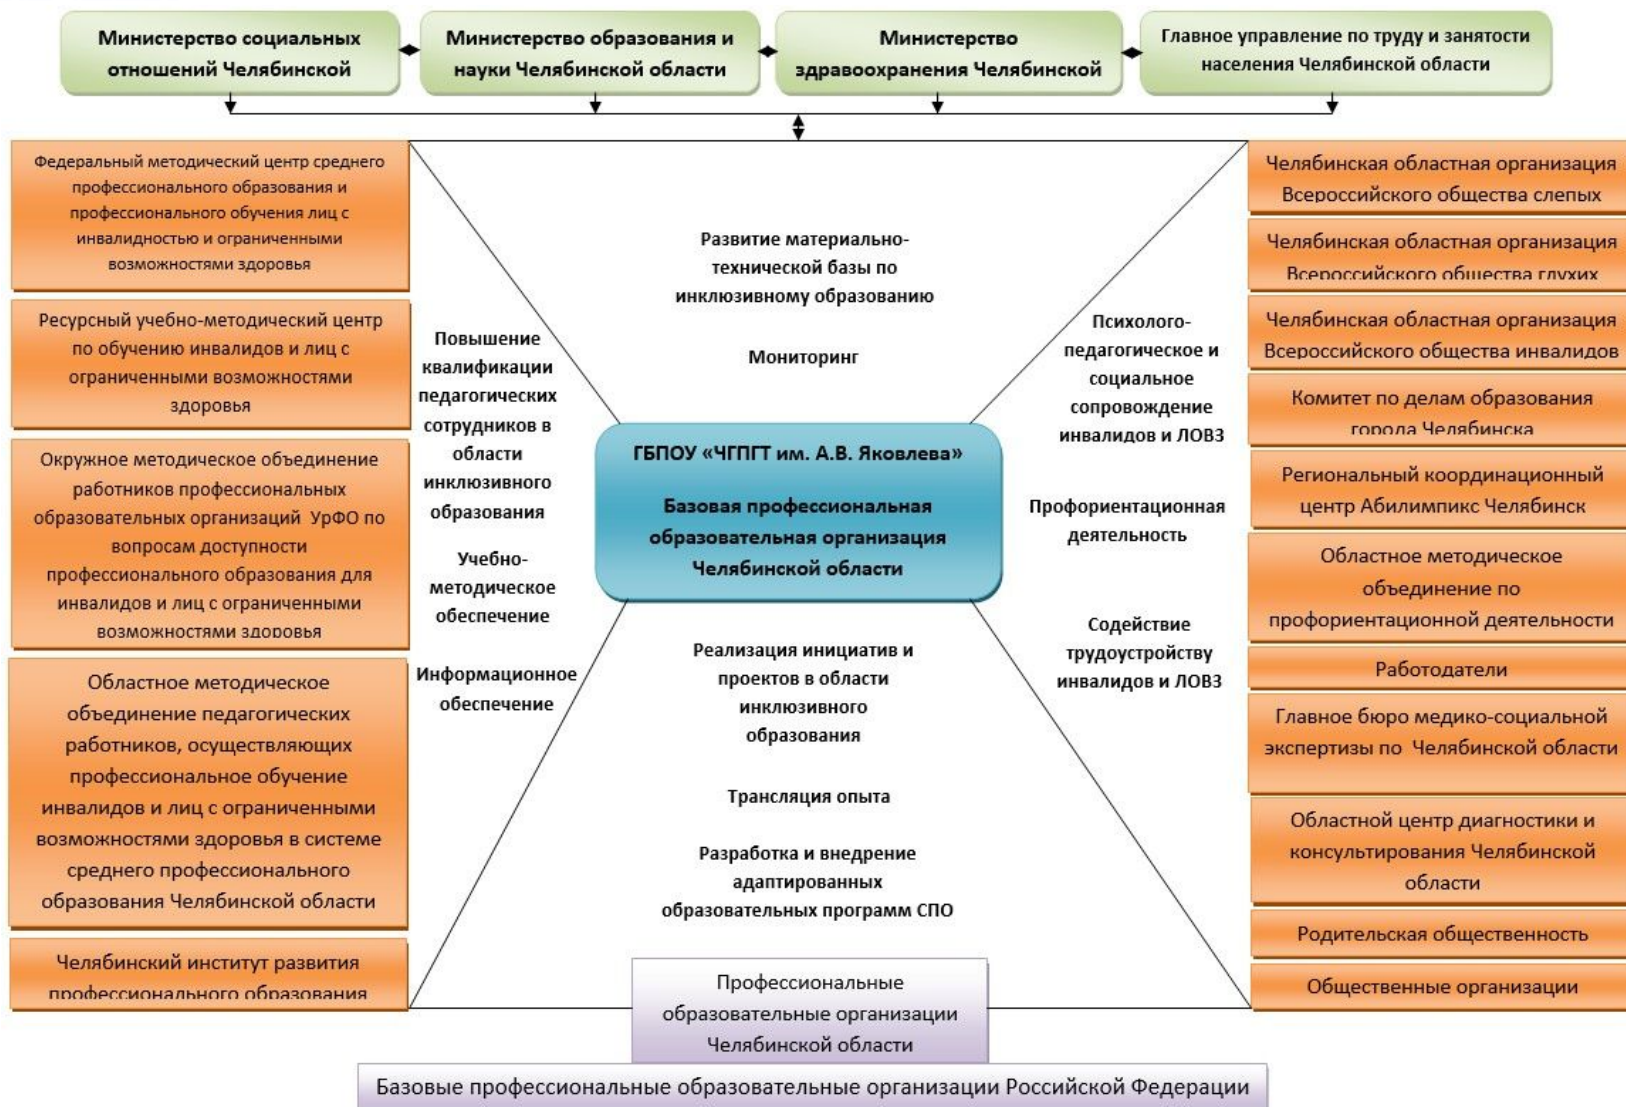 Министерство социальных
отношений Челябинской
Министерство образования и
науки Челябинской области
Министерство
здравоохранения Челябинской
Главное управление по труду и занятости
населения Челябинской области
Федеральный методический центр среднего
профессионального образования и
профессионального обучения лиц с
инвалидностью и ограниченными
возможностями здоровья
Ресурсный учебно-методический центр
по обучению инвалидов и лиц с
ограниченными возможностями
здоровья
Окружное методическое объединение
работников профессиональных
образовательных организаций УрФО по
вопросам доступности
профессионального образования для
инвалидов и лиц с ограниченными
возможностями здоровья
Областное методическое
объединение педагогических
работников, осуществляющих
профессиональное обучение
инвалидов и лиц с ограниченными
возможностями здоровья в системе
среднего профессионального
образования Челябинской области
Челябинский институт развития
профессионального образования
Повышение
квалификации
педагогических
сотрудников в
области
инклюзивного
образования
Учебно-
методическое
обеспечение
Информационное
обеспечение
Развитие материально-
технической базы по
инклюзивному образованию
Мониторинг
ГБПОУ «ЧГПГТ им. А.В. Яковлева»
Базовая профессиональная
образовательная организация
Челябинской области
Реализация инициатив и
проектов в области
инклюзивного
образования
Трансляция опыта
Разработка и внедрение
адаптированных
образовательных программ СПО
Психолого-
педагогическое и
социальное
сопровождение
инвалидов и ЛОВЗ
Профориентационная
деятельность
Содействие
трудоустройству
инвалидов и ЛОВЗ
Челябинская областная организация
Всероссийского общества слепых
Челябинская областная организация
Всероссийского общества глухих
Челябинская областная организация
Всероссийского общества инвалидов
Комитет по делам образования
города Челябинска
Региональный координационный
центр Абилимпикс Челябинск
Областное методическое
объединение по
профориентационной деятельности
Работодатели
Главное бюро медико-социальной
экспертизы по Челябинской области
Областной центр диагностики и
консультирования Челябинской
области
Родительская общественность
Общественные организации
Профессиональные
образовательные организации
Челябинской области
Базовые профессиональные образовательные организации Российской Федерации